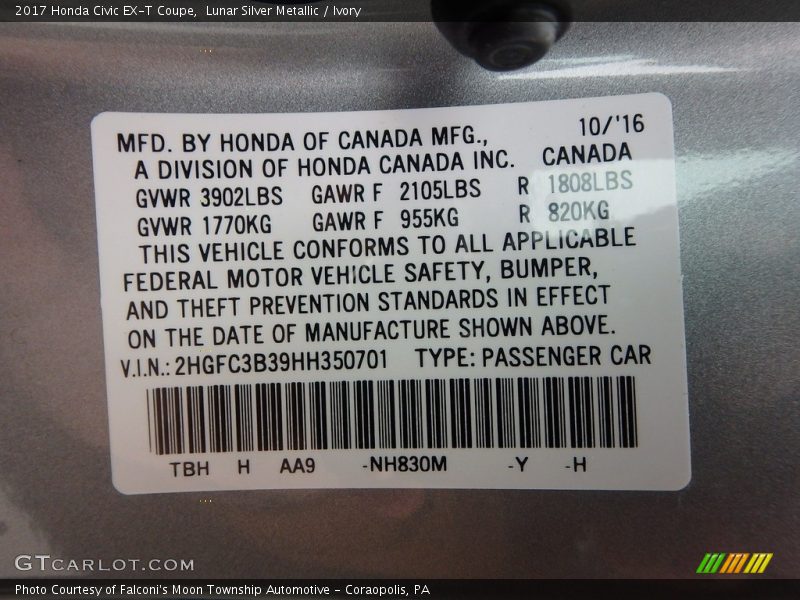 2017 Honda Civic EX-T Coupe,  Lunar Silver Metallic / Ivory
MFD. BY HONDA OF CANADA MFG., 10/'16
A DIVISION OF HONDA CANADA INC. CANADA
GVWR 3902LBS GAWR F 2105LBS R 1808LBS
GVWR 1770KG GAWR F 955KG R 820KG
THIS VEHICLE CONFORMS TO ALL APPLICABLE
FEDERAL MOTOR VEHICLE SAFETY, BUMPER,
AND THEFT PREVENTION STANDARDS IN EFFECT
ON THE DATE OF MANUFACTURE SHOWN ABOVE.
V.I.N.: 2HGFC3B39HH350701 TYPE: PASSENGER CAR
TBH H AA9 -NH830M -Y -H
GTCARLOT.COM
Photo Courtesy of Falconi's Moon Township Automotive - Coraopolis, PA